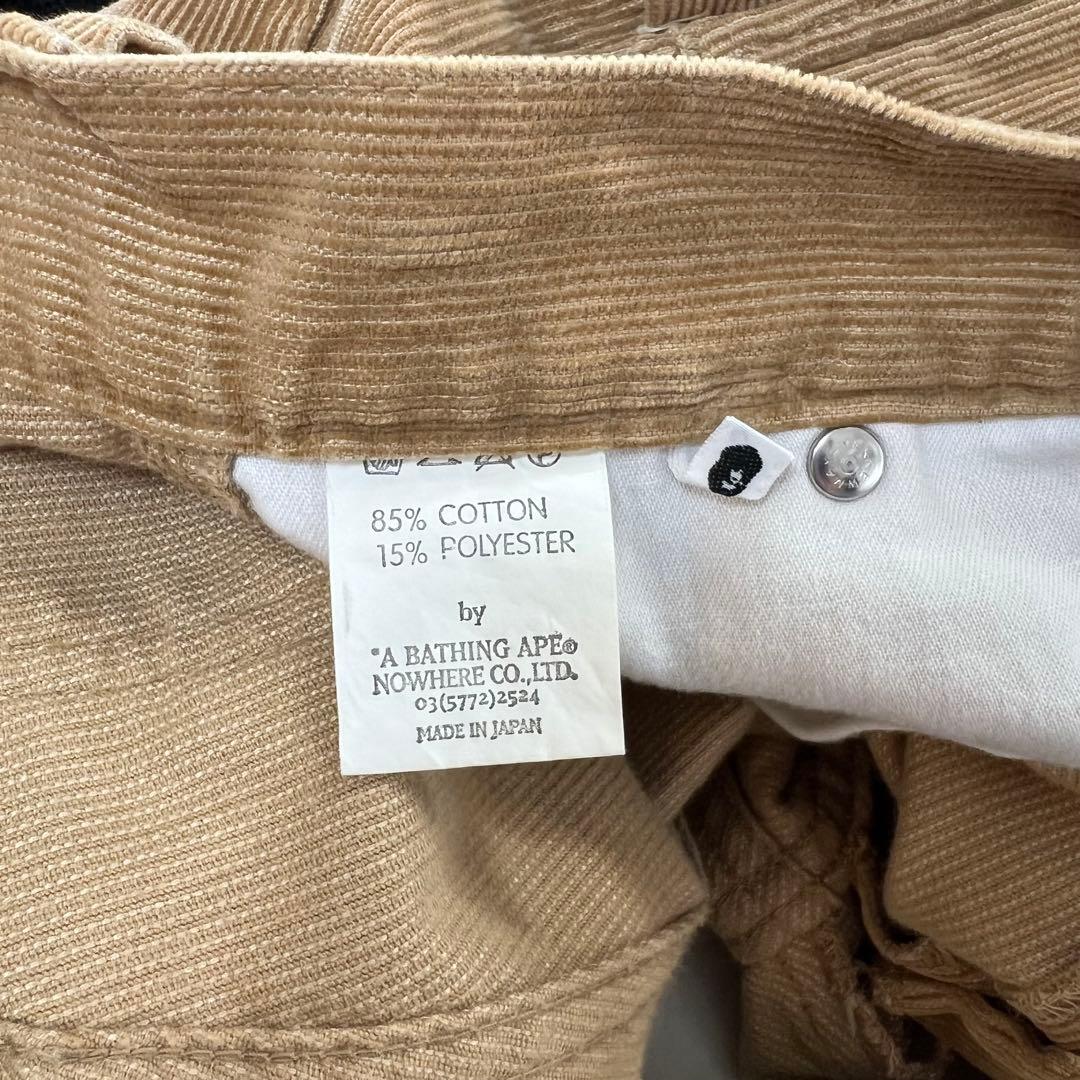 85% COTTON
15% POLYESTER
by
"A BATHING APE®
NOWHERE CO.,LTD.
03(5772)2524
MADE IN JAPAN